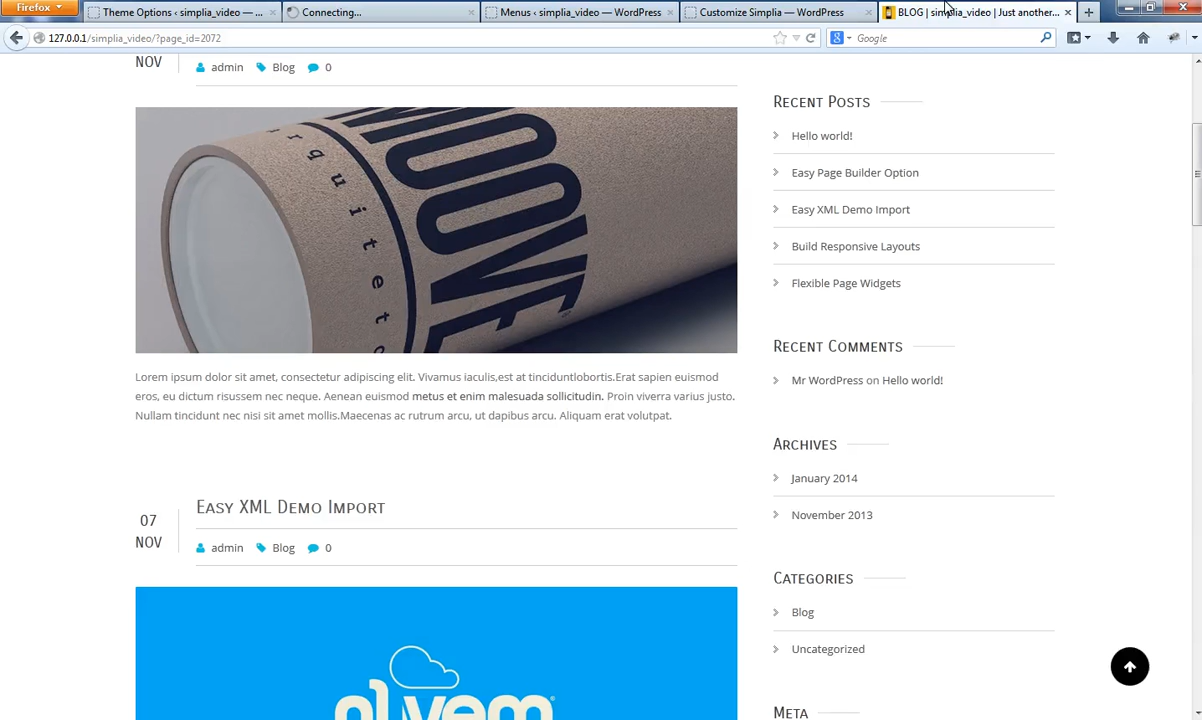 Firefox
Theme Options ‹ simplia_video — ...
Connecting...
Menus ‹ simplia_video — WordPress
Customize Simplia — WordPress
BLOG | simplia_video | Just another...
127.0.0.1/simplia_video/?page_id=2072
Google
NOV
admin Blog 0
MOOVE
r q u i t e t e
Lorem ipsum dolor sit amet, consectetur adipiscing elit. Vivamus iaculis,est at tinciduntlobortis.Erat sapien euismod
eros, eu dictum risussem nec neque. Aenean euismod metus et enim malesuada sollicitudin. Proin viverra varius justo.
Nullam tincidunt nec nisi sit amet mollis.Maecenas ac rutrum arcu, ut dapibus arcu. Aliquam erat volutpat.
07
NOV
Easy XML Demo Import
admin Blog 0
Recent Posts
Hello world!
Easy Page Builder Option
Easy XML Demo Import
Build Responsive Layouts
Flexible Page Widgets
Recent Comments
Mr WordPress on Hello world!
Archives
January 2014
November 2013
Categories
Blog
Uncategorized
Meta